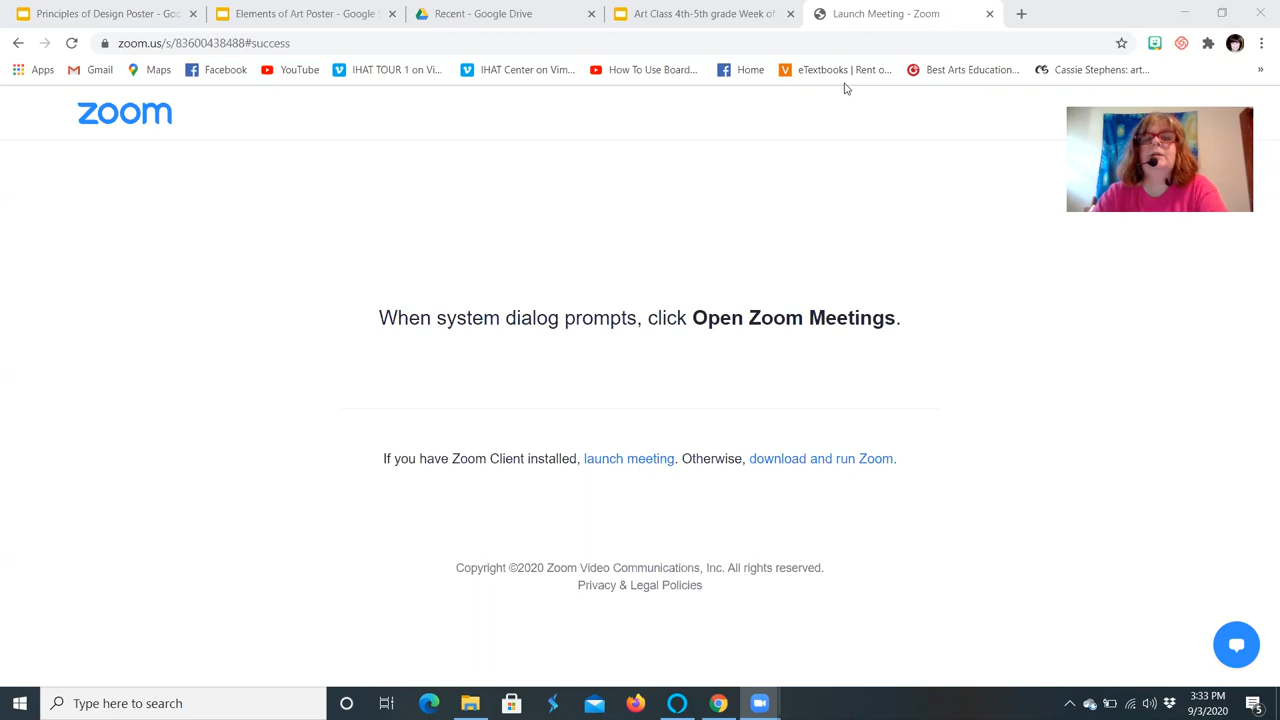 Principles of Design Poster - Goo
Elements of Art Poster - Google S
Recent - Google Drive
Art Class 4th-5th grade Week of
Launch Meeting - Zoom
zoom.us/s/83600438488#success
Apps
Gmail
Maps
Facebook
YouTube
IHAT TOUR 1 on Vi...
IHAT Center on Vim...
How To Use Board...
Home
eTextbooks | Rent o...
Best Arts Education...
Cassie Stephens: art...
»
zoom
When system dialog prompts, click Open Zoom Meetings.
If you have Zoom Client installed, launch meeting. Otherwise, download and run Zoom.
Copyright ©2020 Zoom Video Communications, Inc. All rights reserved.
Privacy & Legal Policies
Type here to search
3:33 PM
9/3/2020
5